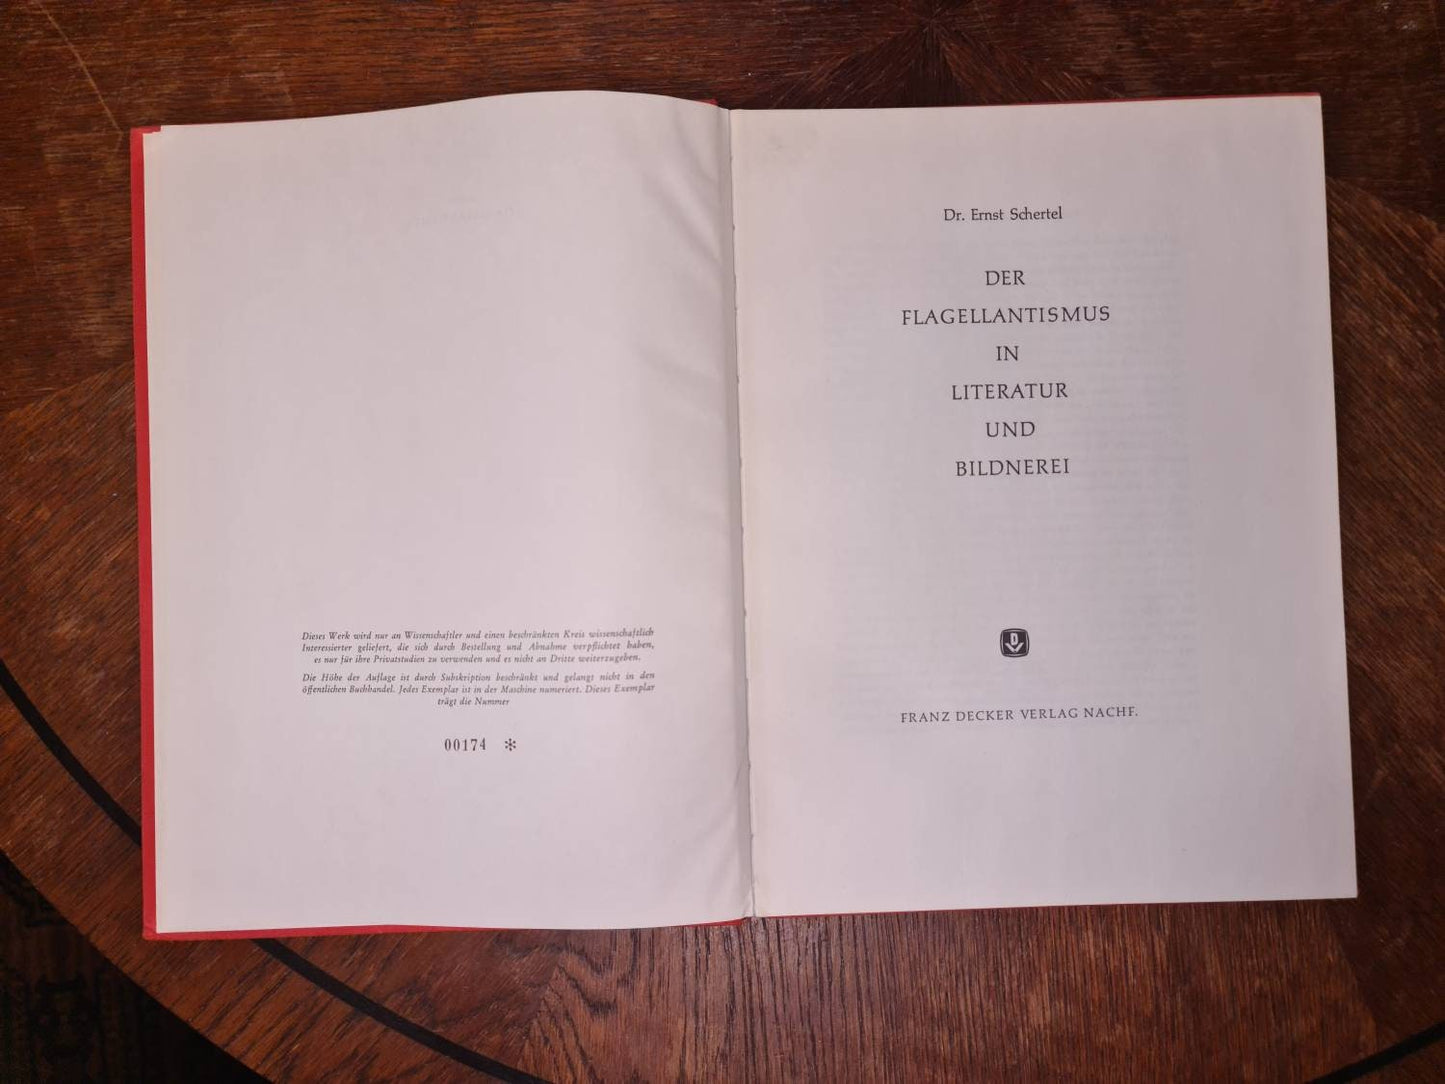 Dieses Werk wird nur an Wissenschaftler und einen beschränkten Kreis wissenschaftlich
Interessierter geliefert, die sich durch Bestellung und Abnahme verpflichtet haben,
es nur für ihre Privatstudien zu verwenden und es nicht an Dritte weiterzugeben.
Die Höhe der Auflage ist durch Subskription beschränkt und gelangt nicht in den
öffentlichen Buchhandel. Jedes Exemplar ist in der Maschine numeriert. Dieses Exemplar
trägt die Nummer
00174 *
Dr. Ernst Schertel
DER
FLAGELLANTISMUS
IN
LITERATUR
UND
BILDNEREI
D
V
FRANZ DECKER VERLAG NACHF.